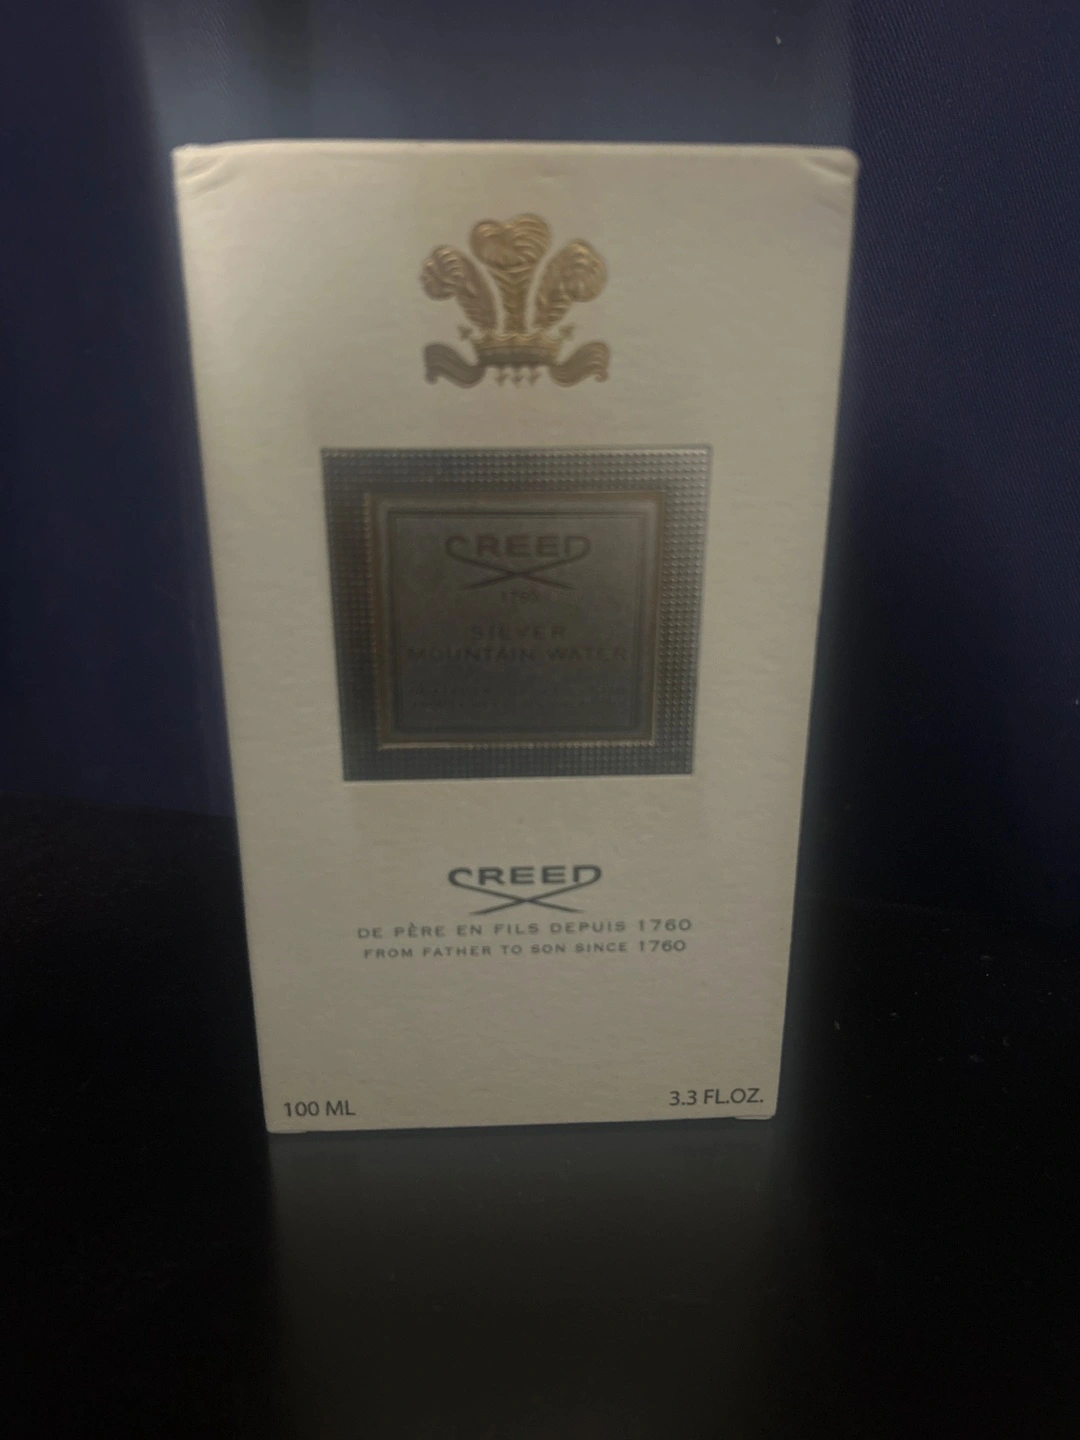 CREED
1760
SILVER
MOUNTAIN WATER
CREED
DE PÈRE EN FILS DEPUIS 1760
FROM FATHER TO SON SINCE 1760
100 ML
3.3 FL.OZ.